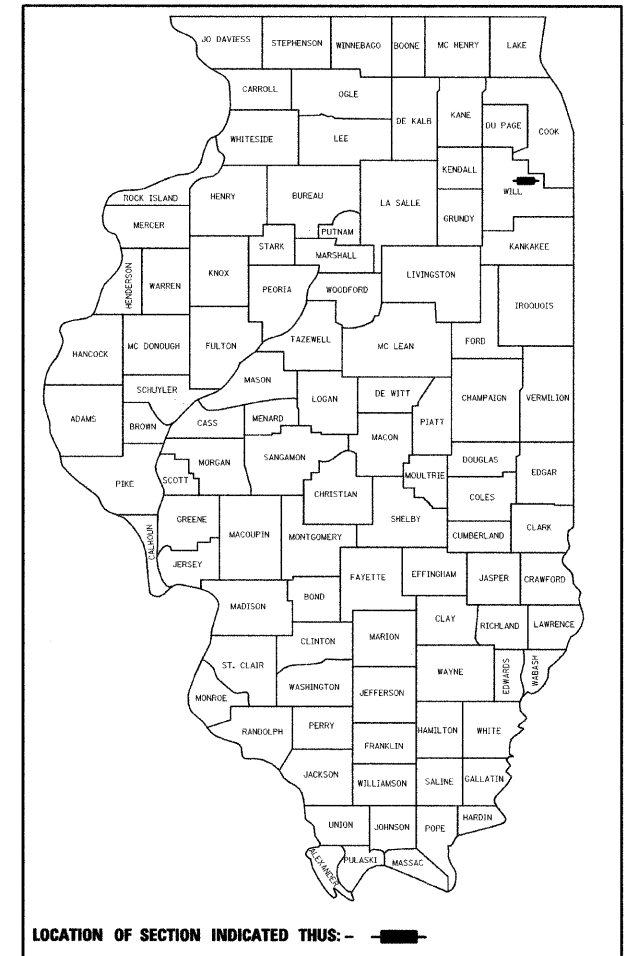 JO DAVIESS STEPHENSON WINNEBAGO BOONE MC HENRY LAKE
CARROLL OGLE DE KALB KANE DU PAGE COOK
WHITESIDE LEE KENDALL WILL
ROCK ISLAND HENRY BUREAU LA SALLE GRUNDY
MERCER PUTNAM KANKAKEE
HENDERSON WARREN KNOX STARK MARSHALL LIVINGSTON IROQUOIS
PEORIA WOODFORD
HANCOCK MC DONOUGH FULTON TAZEWELL MC LEAN FORD
SCHUYLER MASON LOGAN DE WITT CHAMPAIGN VERMILION
ADAMS BROWN CASS MENARD MACON PIATT
PIKE SCOTT MORGAN SANGAMON CHRISTIAN MOULTRIE DOUGLAS EDGAR
COLES
CALHOUN GREENE MACOUPIN MONTGOMERY SHELBY CUMBERLAND CLARK
JERSEY FAYETTE EFFINGHAM JASPER CRAWFORD
MADISON BOND CLAY RICHLAND LAWRENCE
CLINTON MARION
ST. CLAIR WAYNE EDWARDS WABASH
MONROE WASHINGTON JEFFERSON
RANDOLPH PERRY HAMILTON WHITE
FRANKLIN
JACKSON WILLIAMSON SALINE GALLATIN
UNION JOHNSON POPE HARDIN
ALEXANDER PULASKI MASSAC
LOCATION OF SECTION INDICATED THUS:-